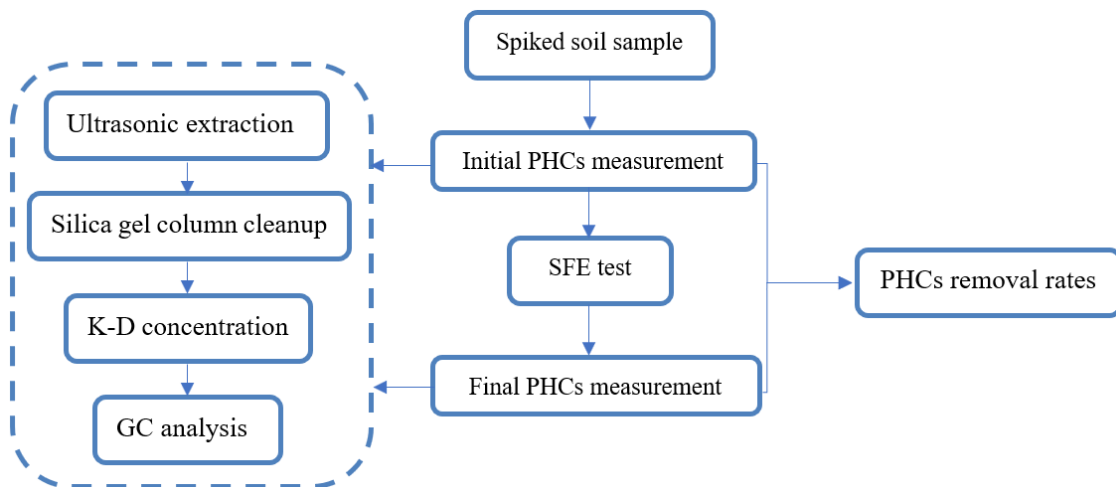 Spiked soil sample
Ultrasonic extraction
Initial PHCs measurement
Silica gel column cleanup
SFE test
PHCs removal rates
K-D concentration
Final PHCs measurement
GC analysis